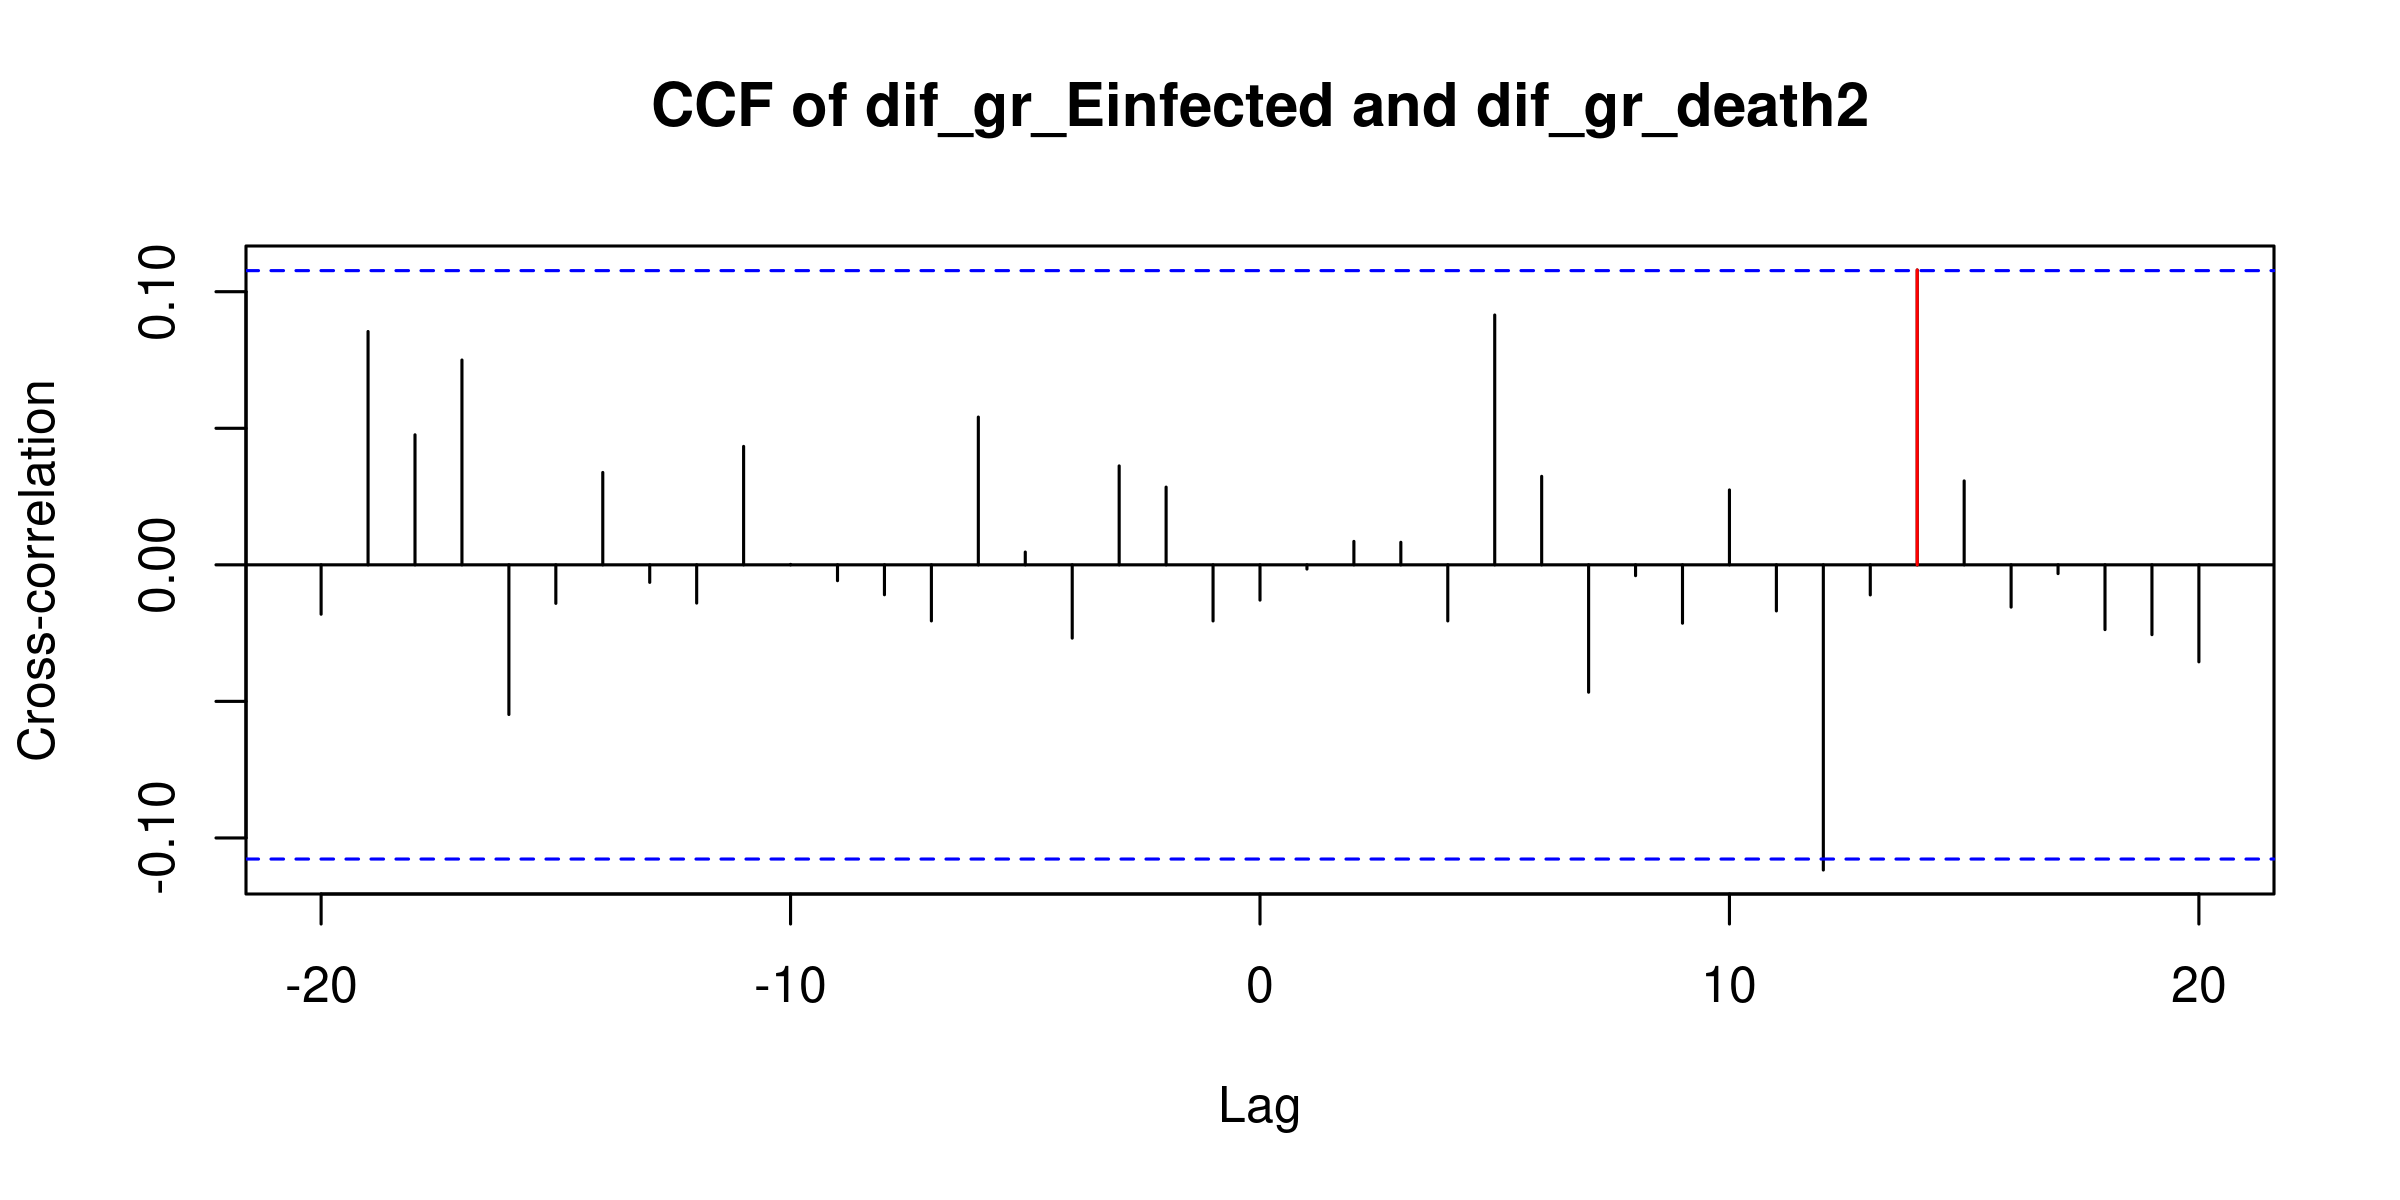 CCF of dif_gr_Einfected and dif_gr_death2
Cross-correlation
0.10
0.00
-0.10
-20 -10 0 10 20
Lag